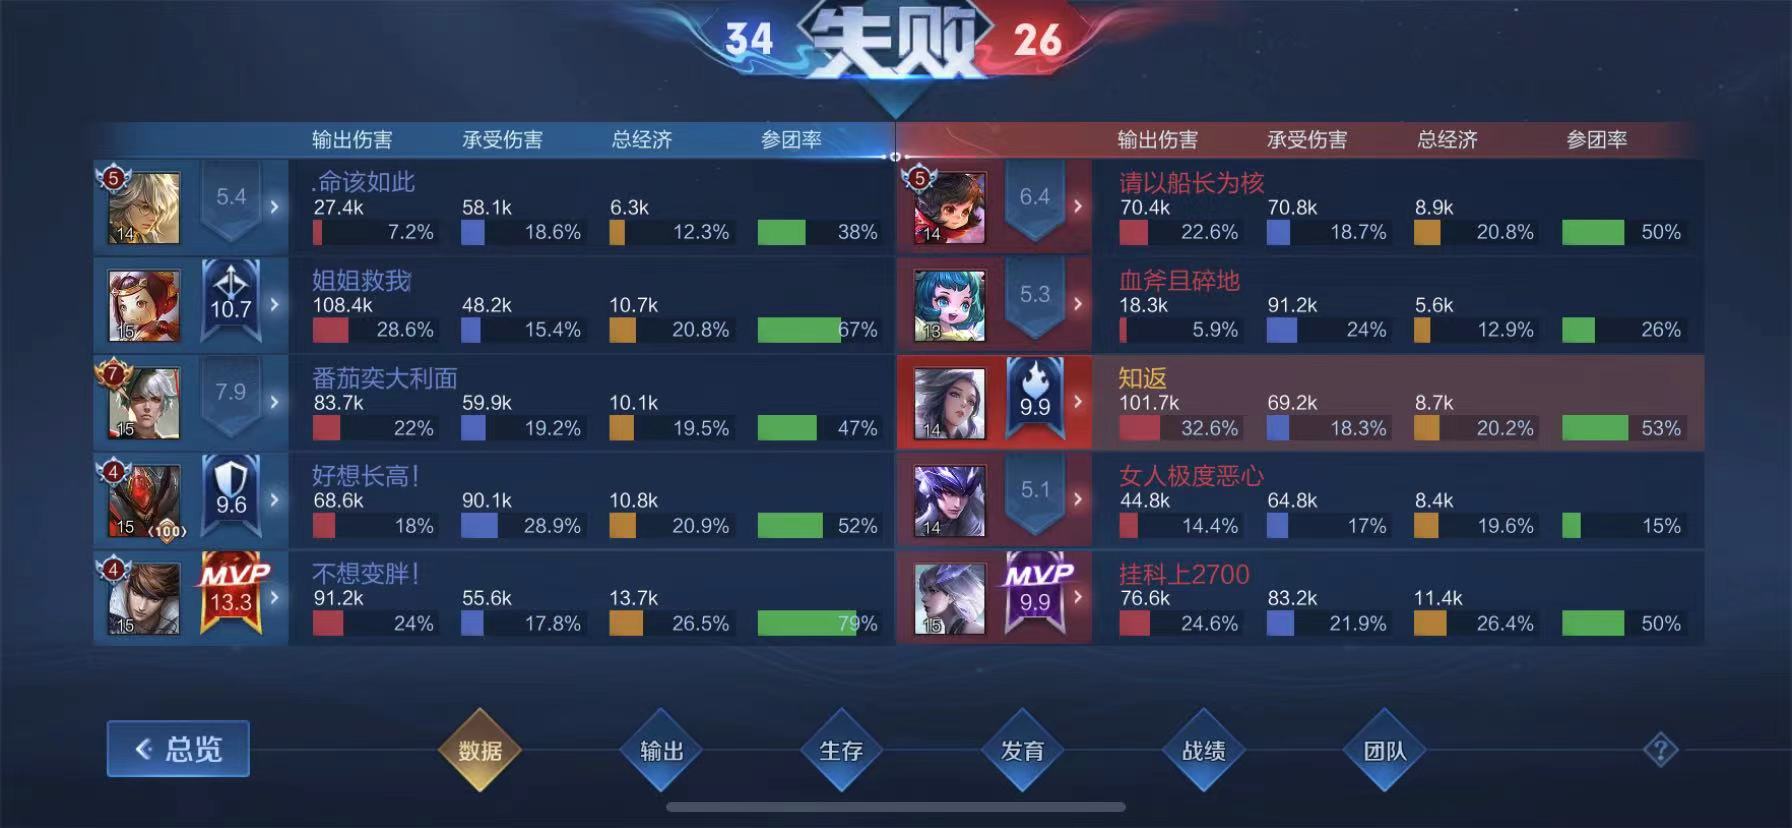 34 失败 26
输出伤害 承受伤害 总经济 参团率 输出伤害 承受伤害 总经济 参团率
5 14 5.4 .命该如此
27.4k 58.1k 6.3k
7.2% 18.6% 12.3% 38%
5 14 6.4 请以船长为核
70.4k 70.8k 8.9k
22.6% 18.7% 20.8% 50%
15 10.7 姐姐救我
108.4k 48.2k 10.7k
28.6% 15.4% 20.8% 67%
13 5.3 血斧且碎地
18.3k 91.2k 5.6k
5.9% 24% 12.9% 26%
7 15 7.9 番茄奕大利面
83.7k 59.9k 10.1k
22% 19.2% 19.5% 47%
14 9.9 知返
101.7k 69.2k 8.7k
32.6% 18.3% 20.2% 53%
4 15 100 9.6 好想长高！
68.6k 90.1k 10.8k
18% 28.9% 20.9% 52%
14 5.1 女人极度恶心
44.8k 64.8k 8.4k
14.4% 17% 19.6% 15%
4 15 MVP 13.3 不想变胖！
91.2k 55.6k 13.7k
24% 17.8% 26.5% 79%
15 MVP 9.9 挂科上2700
76.6k 83.2k 11.4k
24.6% 21.9% 26.4% 50%
总览 数据 输出 生存 发育 战绩 团队 ?